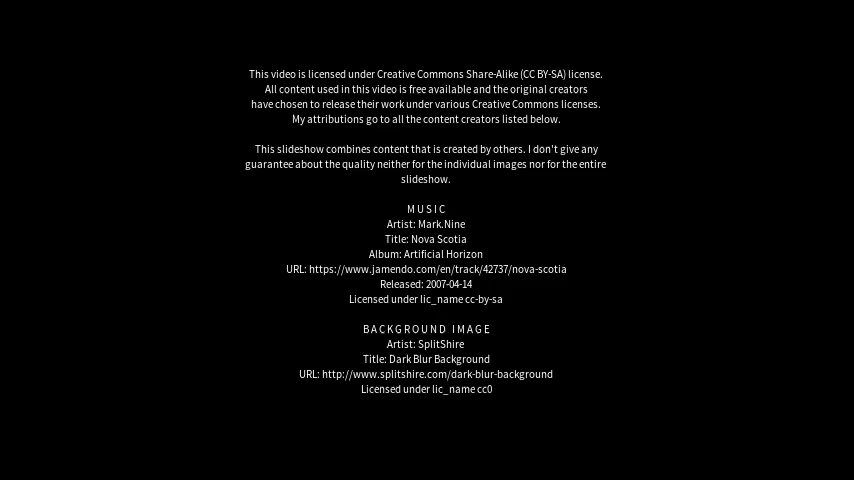 This video is licensed under Creative Commons Share-Alike (CC BY-SA) license.
All content used in this video is free available and the original creators
have chosen to release their work under various Creative Commons licenses.
My attributions go to all the content creators listed below.
This slideshow combines content that is created by others. I don't give any
guarantee about the quality neither for the individual images nor for the entire
slideshow.
MUSIC
Artist: Mark.Nine
Title: Nova Scotia
Album: Artificial Horizon
URL: https://www.jamendo.com/en/track/42737/nova-scotia
Released: 2007-04-14
Licensed under lic_name cc-by-sa
BACKGROUND IMAGE
Artist: SplitShire
Title: Dark Blur Background
URL: http://www.splitshire.com/dark-blur-background
Licensed under lic_name cc0